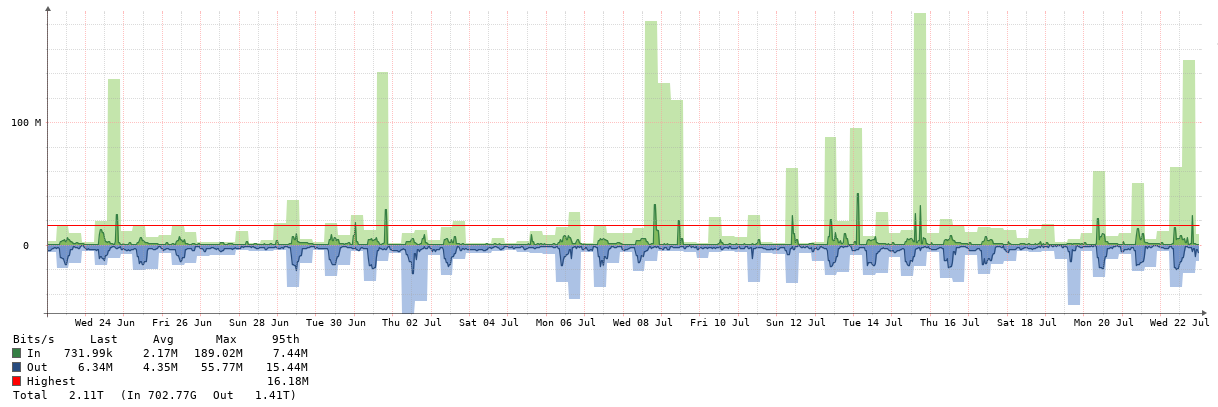 100 M
0
Wed 24 Jun Fri 26 Jun Sun 28 Jun Tue 30 Jun Thu 02 Jul Sat 04 Jul Mon 06 Jul Wed 08 Jul Fri 10 Jul Sun 12 Jul Tue 14 Jul Thu 16 Jul Sat 18 Jul Mon 20 Jul Wed 22 Jul
Bits/s Last Avg Max 95th
In 731.99k 2.17M 189.02M 7.44M
Out 6.34M 4.35M 55.77M 15.44M
Highest 16.18M
Total 2.11T (In 702.77G Out 1.41T)